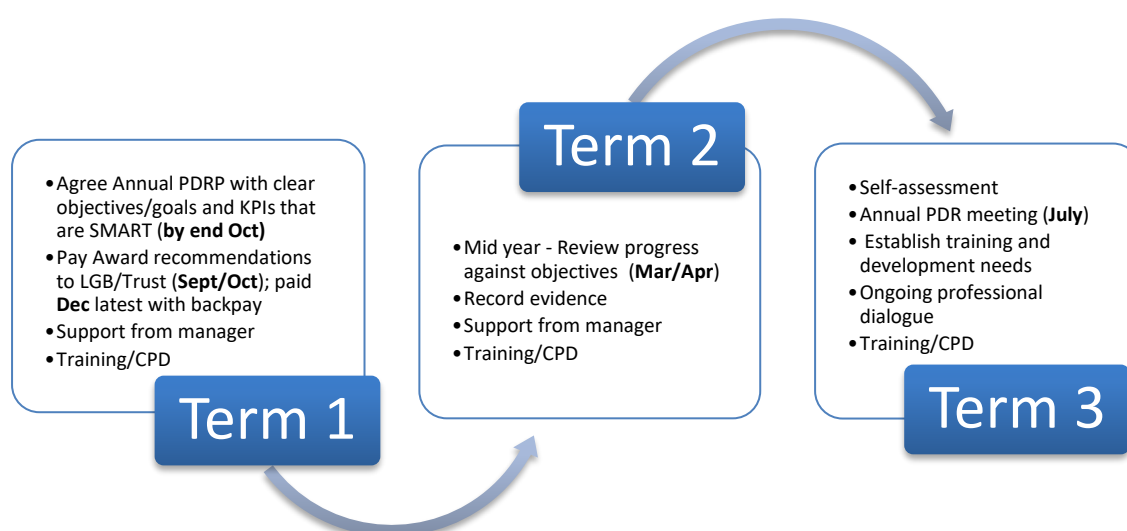 •Agree Annual PDRP with clear
objectives/goals and KPIs that
are SMART (by end Oct)
•Pay Award recommendations
to LGB/Trust (Sept/Oct); paid
Dec latest with backpay
•Support from manager
•Training/CPD
Term 1
Term 2
•Mid year - Review progress
against objectives (Mar/Apr)
•Record evidence
•Support from manager
•Training/CPD
•Self-assessment
•Annual PDR meeting (July)
• Establish training and
development needs
•Ongoing professional
dialogue
•Training/CPD
Term 3